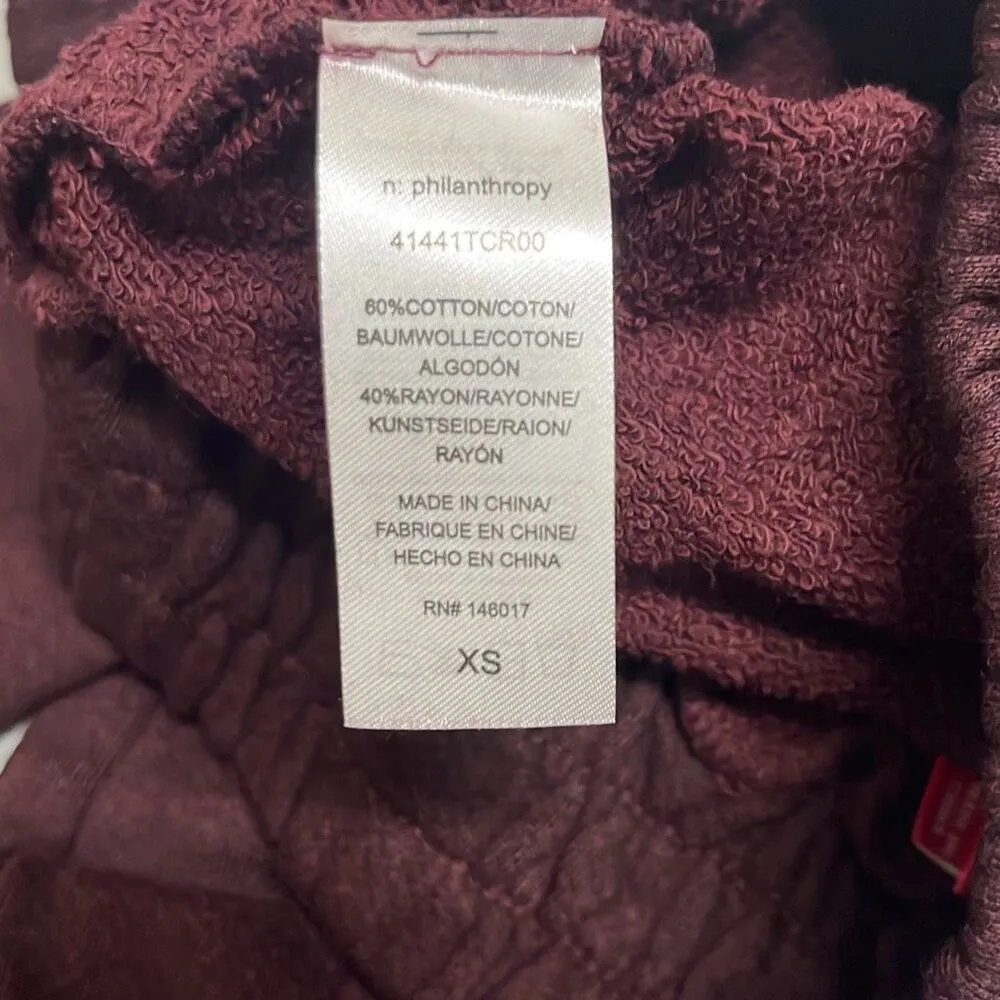 n: philanthropy
41441TCR00
60%COTTON/COTON/
BAUMWOLLE/COTONE/
ALGODÓN
40%RAYON/RAYONNE/
KUNSTSEIDE/RAION/
RAYÓN
MADE IN CHINA/
FABRIQUE EN CHINE/
HECHO EN CHINA
RN# 146017
XS